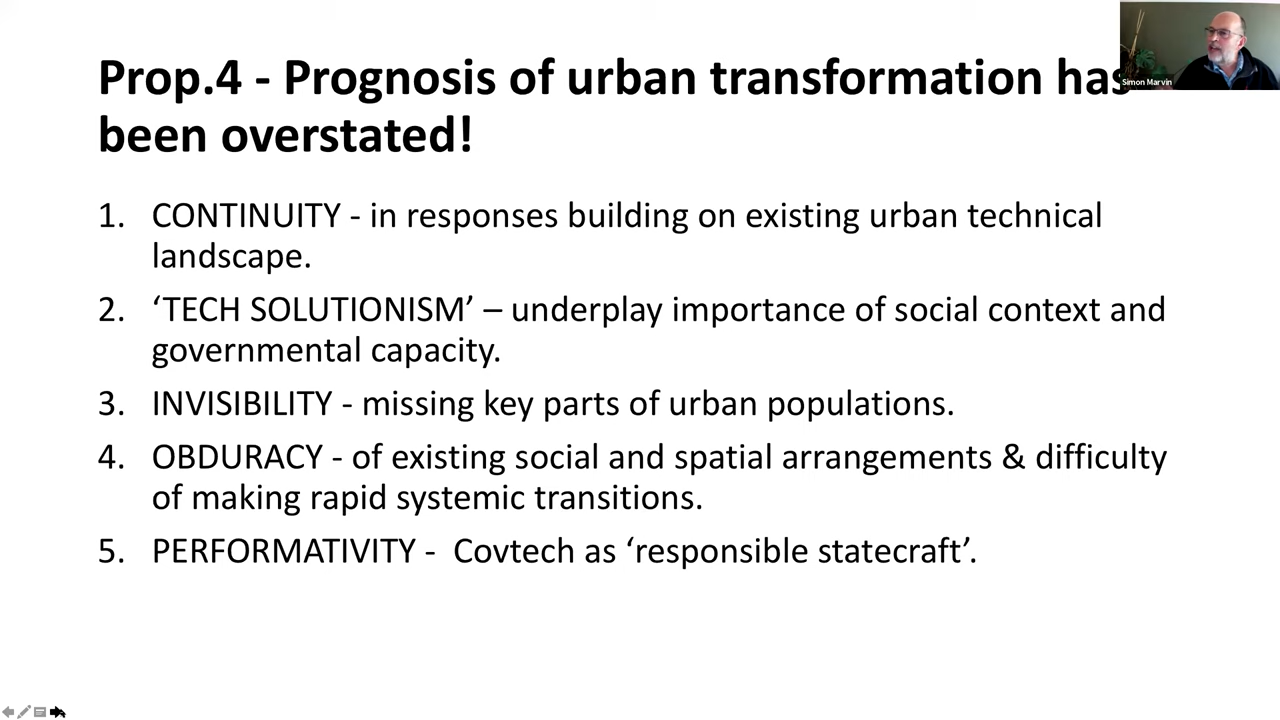 Prop.4 - Prognosis of urban transformation has
been overstated!
Simon Marvin
1. CONTINUITY - in responses building on existing urban technical
landscape.
2. ‘TECH SOLUTIONISM’ – underplay importance of social context and
governmental capacity.
3. INVISIBILITY - missing key parts of urban populations.
4. OBDURACY - of existing social and spatial arrangements & difficulty
of making rapid systemic transitions.
5. PERFORMATIVITY -  Covtech as ‘responsible statecraft’.